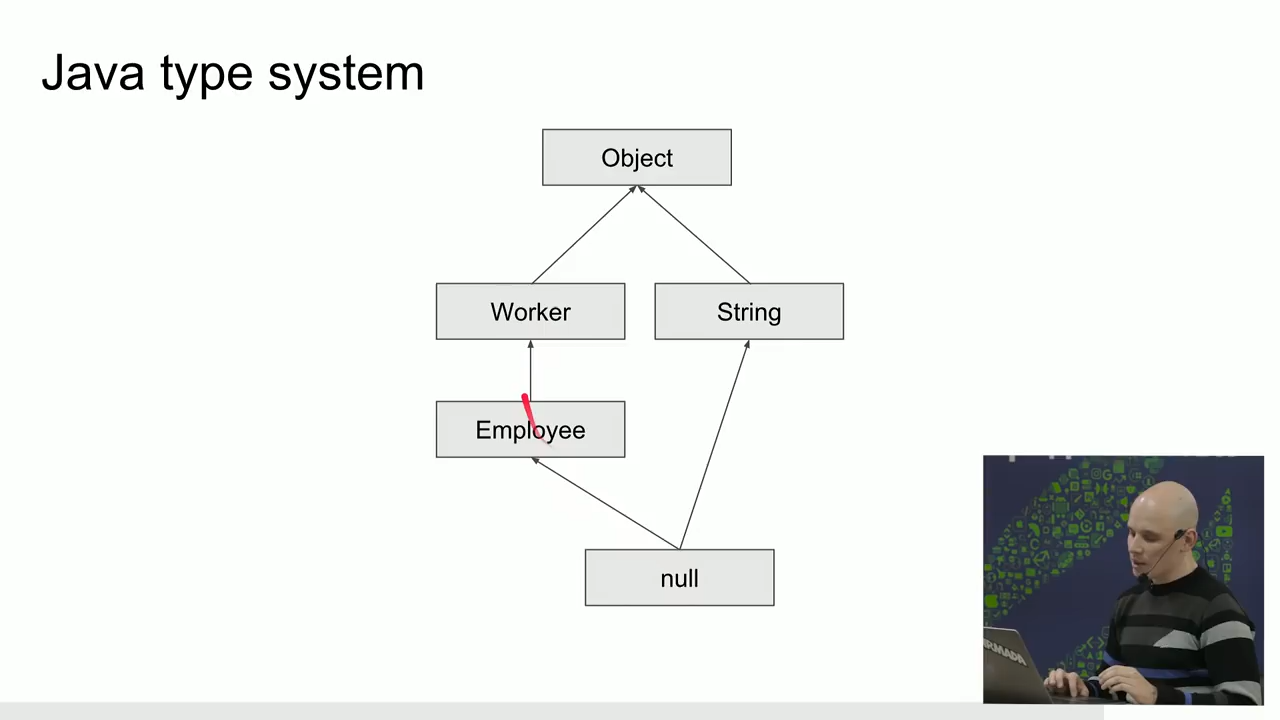 Java type system
Object
Worker
String
Employee
null